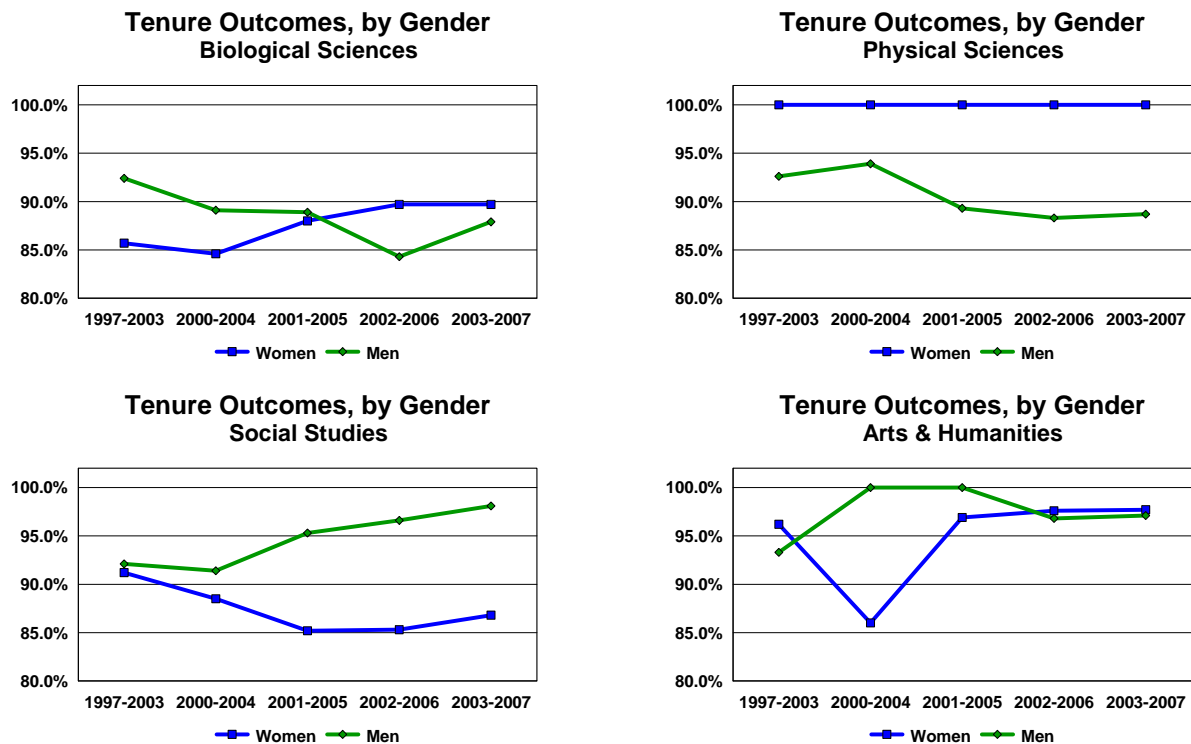 Tenure Outcomes, by Gender
Biological Sciences
100.0%
95.0%
90.0%
85.0%
80.0%
1997-2003 2000-2004 2001-2005 2002-2006 2003-2007
Women Men
Tenure Outcomes, by Gender
Physical Sciences
100.0%
95.0%
90.0%
85.0%
80.0%
1997-2003 2000-2004 2001-2005 2002-2006 2003-2007
Women Men
Tenure Outcomes, by Gender
Social Studies
100.0%
95.0%
90.0%
85.0%
80.0%
1997-2003 2000-2004 2001-2005 2002-2006 2003-2007
Women Men
Tenure Outcomes, by Gender
Arts & Humanities
100.0%
95.0%
90.0%
85.0%
80.0%
1997-2003 2000-2004 2001-2005 2002-2006 2003-2007
Women Men